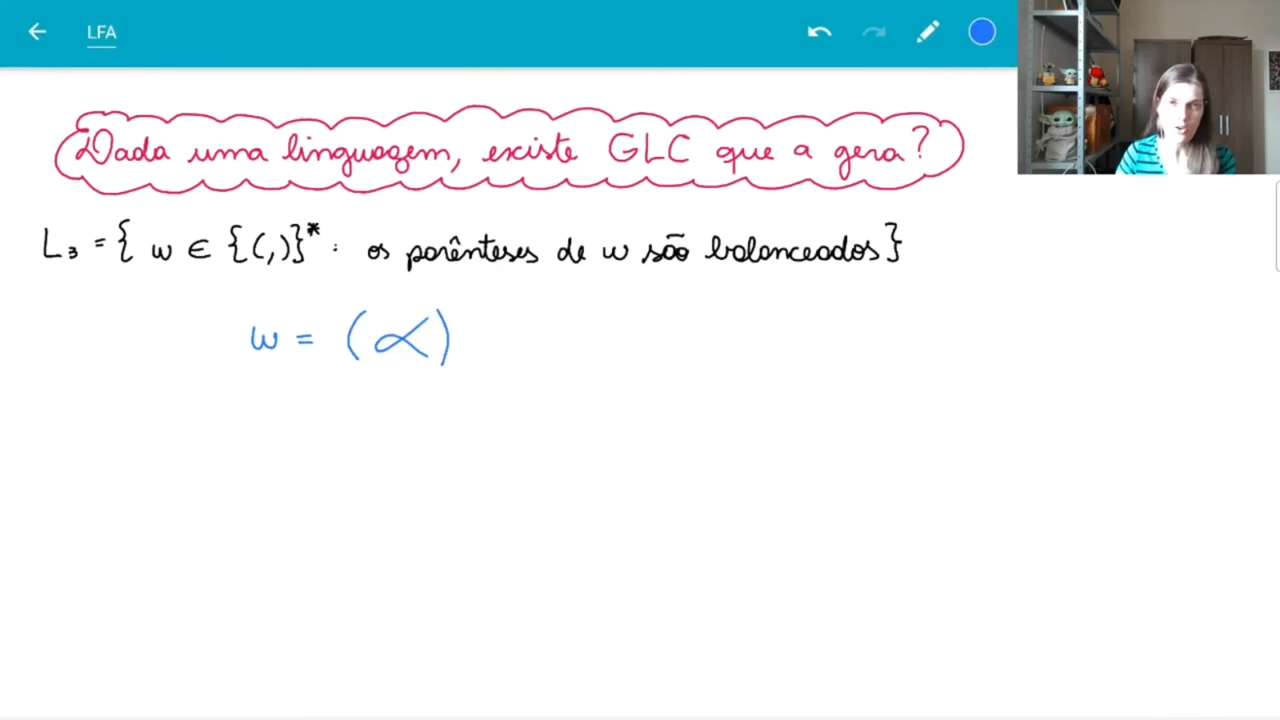 LFA
Dada uma linguagem, existe GLC que a gera?
L₃ = { w ∈ {(,)}* : os parênteses de w são balanceados}
w = (α)